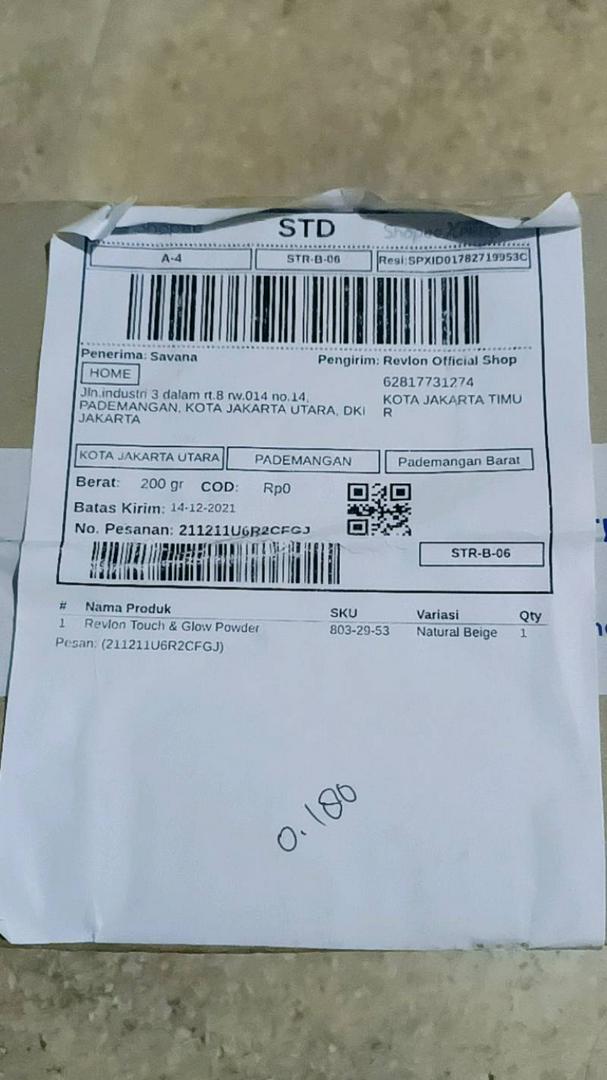 Shopee STD Shopee Xpress
A-4 STR-B-06 Resi:SPXID01782719953C
Penerima: Savana Pengirim: Revlon Official Shop
HOME 62817731274
Jln.industri 3 dalam rt.8 rw.014 no.14, KOTA JAKARTA TIMU
PADEMANGAN, KOTA JAKARTA UTARA, DKI R
JAKARTA
KOTA JAKARTA UTARA PADEMANGAN Pademangan Barat
Berat: 200 gr COD: Rp0
Batas Kirim: 14-12-2021
No. Pesanan: 211211U6R2CFGJ
STR-B-06
# Nama Produk SKU Variasi Qty
1 Revlon Touch & Glow Powder 803-29-53 Natural Beige 1
Pesan: (211211U6R2CFGJ)
0.180